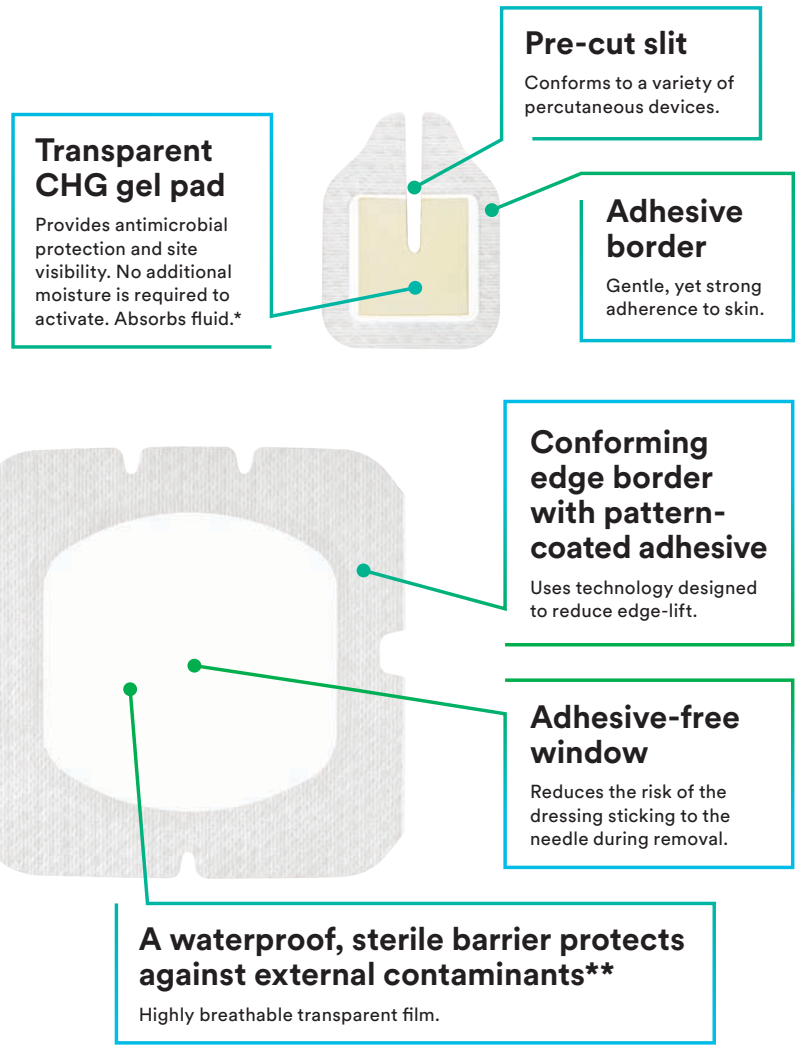 Pre-cut slit
Conforms to a variety of
percutaneous devices.
Transparent
CHG gel pad
Provides antimicrobial
protection and site
visibility. No additional
moisture is required to
activate. Absorbs fluid.*
Adhesive
border
Gentle, yet strong
adherence to skin.
Conforming
edge border
with pattern-
coated adhesive
Uses technology designed
to reduce edge-lift.
Adhesive-free
window
Reduces the risk of the
dressing sticking to the
needle during removal.
A waterproof, sterile barrier protects
against external contaminants**
Highly breathable transparent film.